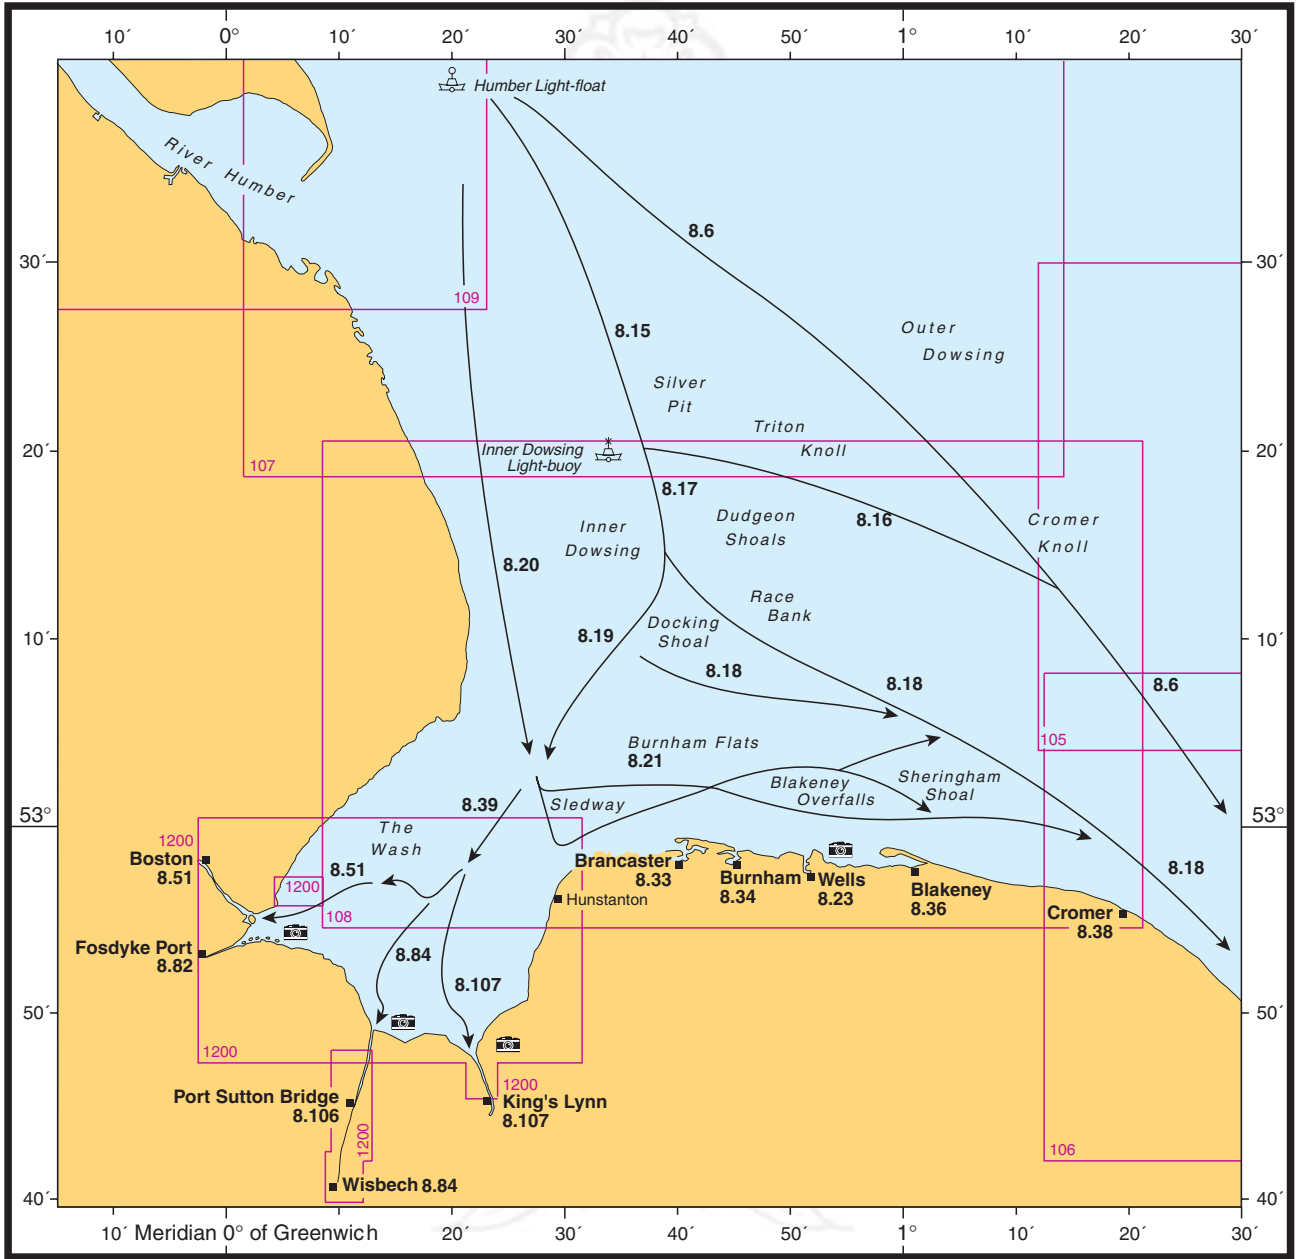 10´ 0° 10´ 20´ 30´ 40´ 50´ 1° 10´ 20´ 30´
Humber Light-float
River Humber
8.6
30´ 30´
109
8.15
Outer
Dowsing
Silver
Pit
Triton
Knoll
20´ 20´
Inner Dowsing
Light-buoy
107
8.17
8.16
Dudgeon
Shoals
Cromer
Knoll
Inner
Dowsing
8.20
Race
Bank
Docking
Shoal
10´ 10´
8.19
8.18
8.18
8.6
105
Burnham Flats
8.21
Blakeney
Overfalls
Sheringham
Shoal
8.39
Sledway
53° 53°
The
Wash
1200
Boston
8.51
8.51
1200
108
Brancaster
8.33
Burnham
8.34
Wells
8.23
Blakeney
8.36
8.18
Hunstanton
Cromer
8.38
Fosdyke Port
8.82
8.84
8.107
50´ 50´
1200
1200
Port Sutton Bridge
8.106
King's Lynn
8.107
1200
106
Wisbech 8.84
40´ 40´
10´ Meridian 0° of Greenwich 20´ 30´ 40´ 50´ 1° 10´ 20´ 30´